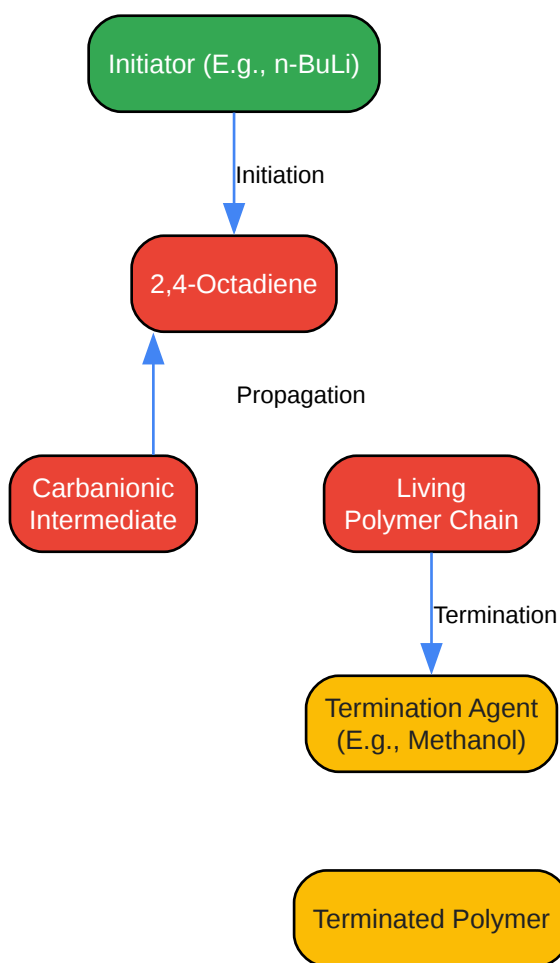 Initiator (E.g., n-BuLi)
Initiation
2,4-Octadiene
Propagation
Carbanionic
Intermediate
Living
Polymer Chain
Termination
Termination Agent
(E.g., Methanol)
Terminated Polymer